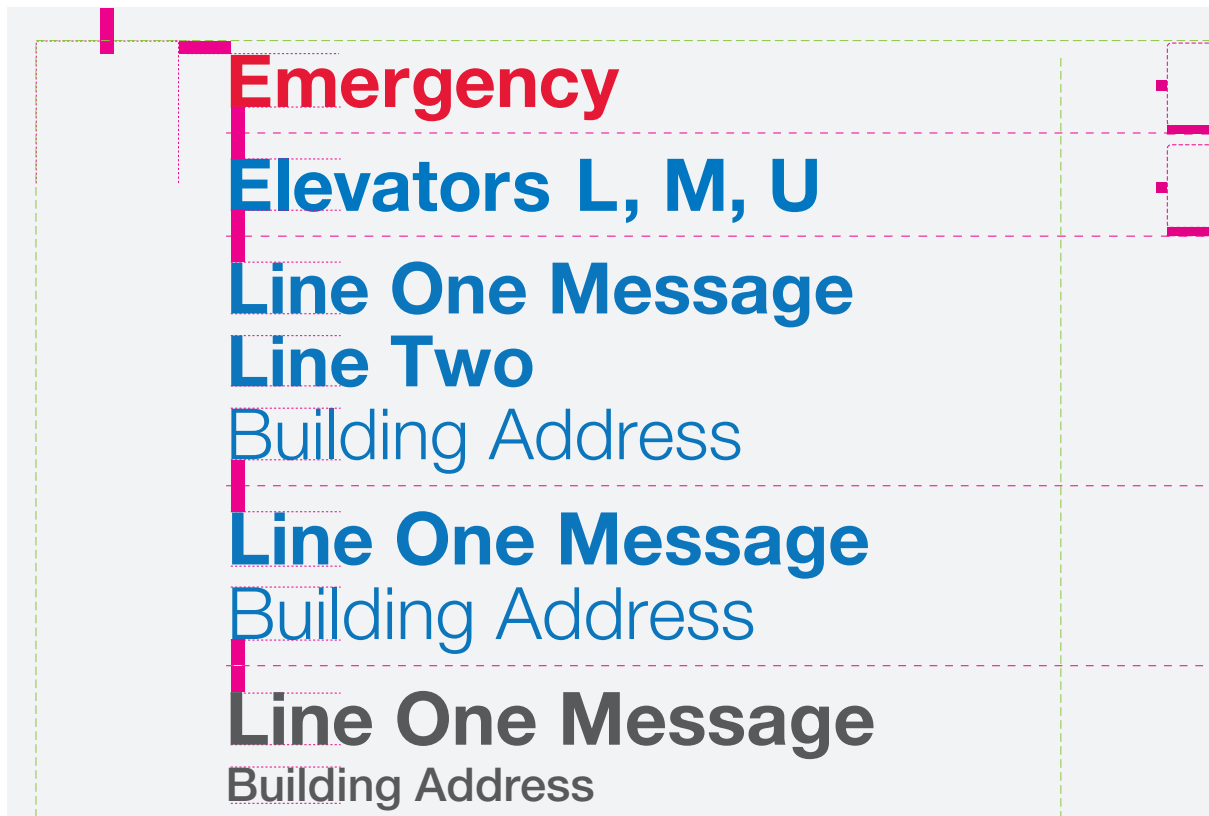 Emergency
Elevators L, M, U
Line One Message
Line Two
Building Address
Line One Message
Building Address
Line One Message
Building Address